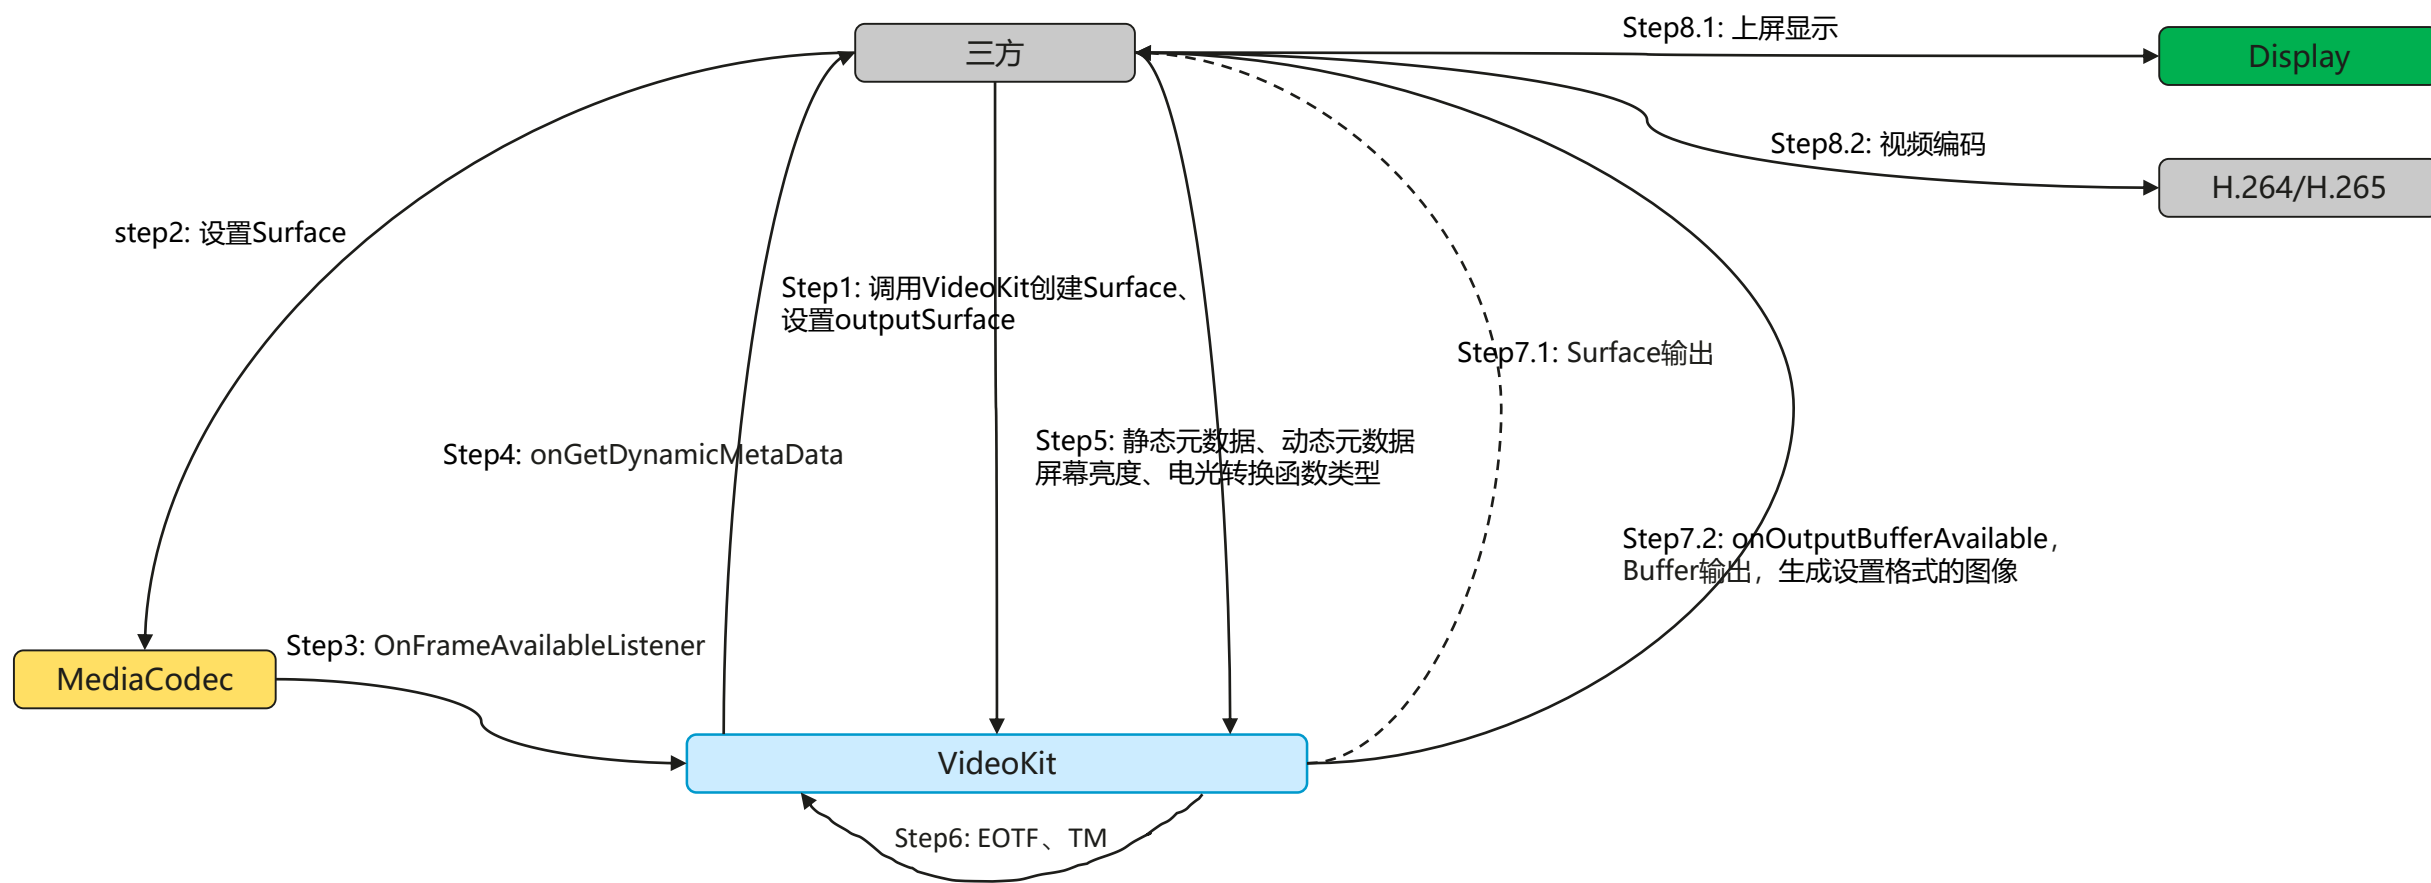 Step8.1: 上屏显示
三方
Display
Step8.2: 视频编码
H.264/H.265
step2: 设置Surface
Step1: 调用VideoKit创建Surface、
设置outputSurface
Step7.1: Surface输出
Step4: onGetDynamicMetaData
Step5: 静态元数据、动态元数据
屏幕亮度、电光转换函数类型
Step7.2: onOutputBufferAvailable，
Buffer输出，生成设置格式的图像
Step3: OnFrameAvailableListener
MediaCodec
VideoKit
Step6: EOTF、TM